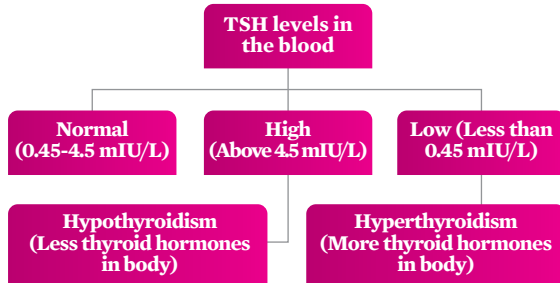 TSH levels in
the blood
Normal
(0.45-4.5 mIU/L)
High
(Above 4.5 mIU/L)
Low (Less than
0.45 mIU/L)
Hypothyroidism
(Less thyroid hormones
in body)
Hyperthyroidism
(More thyroid hormones
in body)